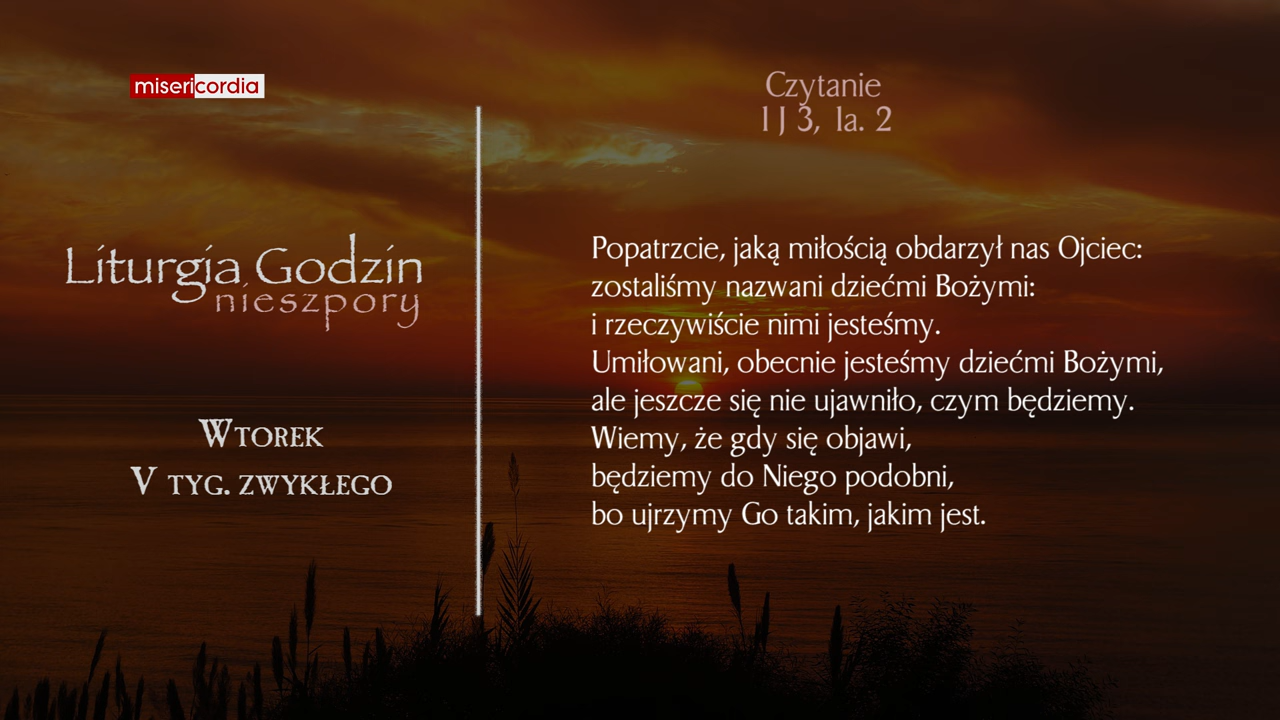 misericordia
Liturgia Godzin
nieszpory
Wtorek
V tyg. zwykłego
Czytanie
1 J 3, 1a. 2
Popatrzcie, jaką miłością obdarzył nas Ojciec:
zostaliśmy nazwani dziećmi Bożymi:
i rzeczywiście nimi jesteśmy.
Umiłowani, obecnie jesteśmy dziećmi Bożymi,
ale jeszcze się nie ujawniło, czym będziemy.
Wiemy, że gdy się objawi,
będziemy do Niego podobni,
bo ujrzymy Go takim, jakim jest.